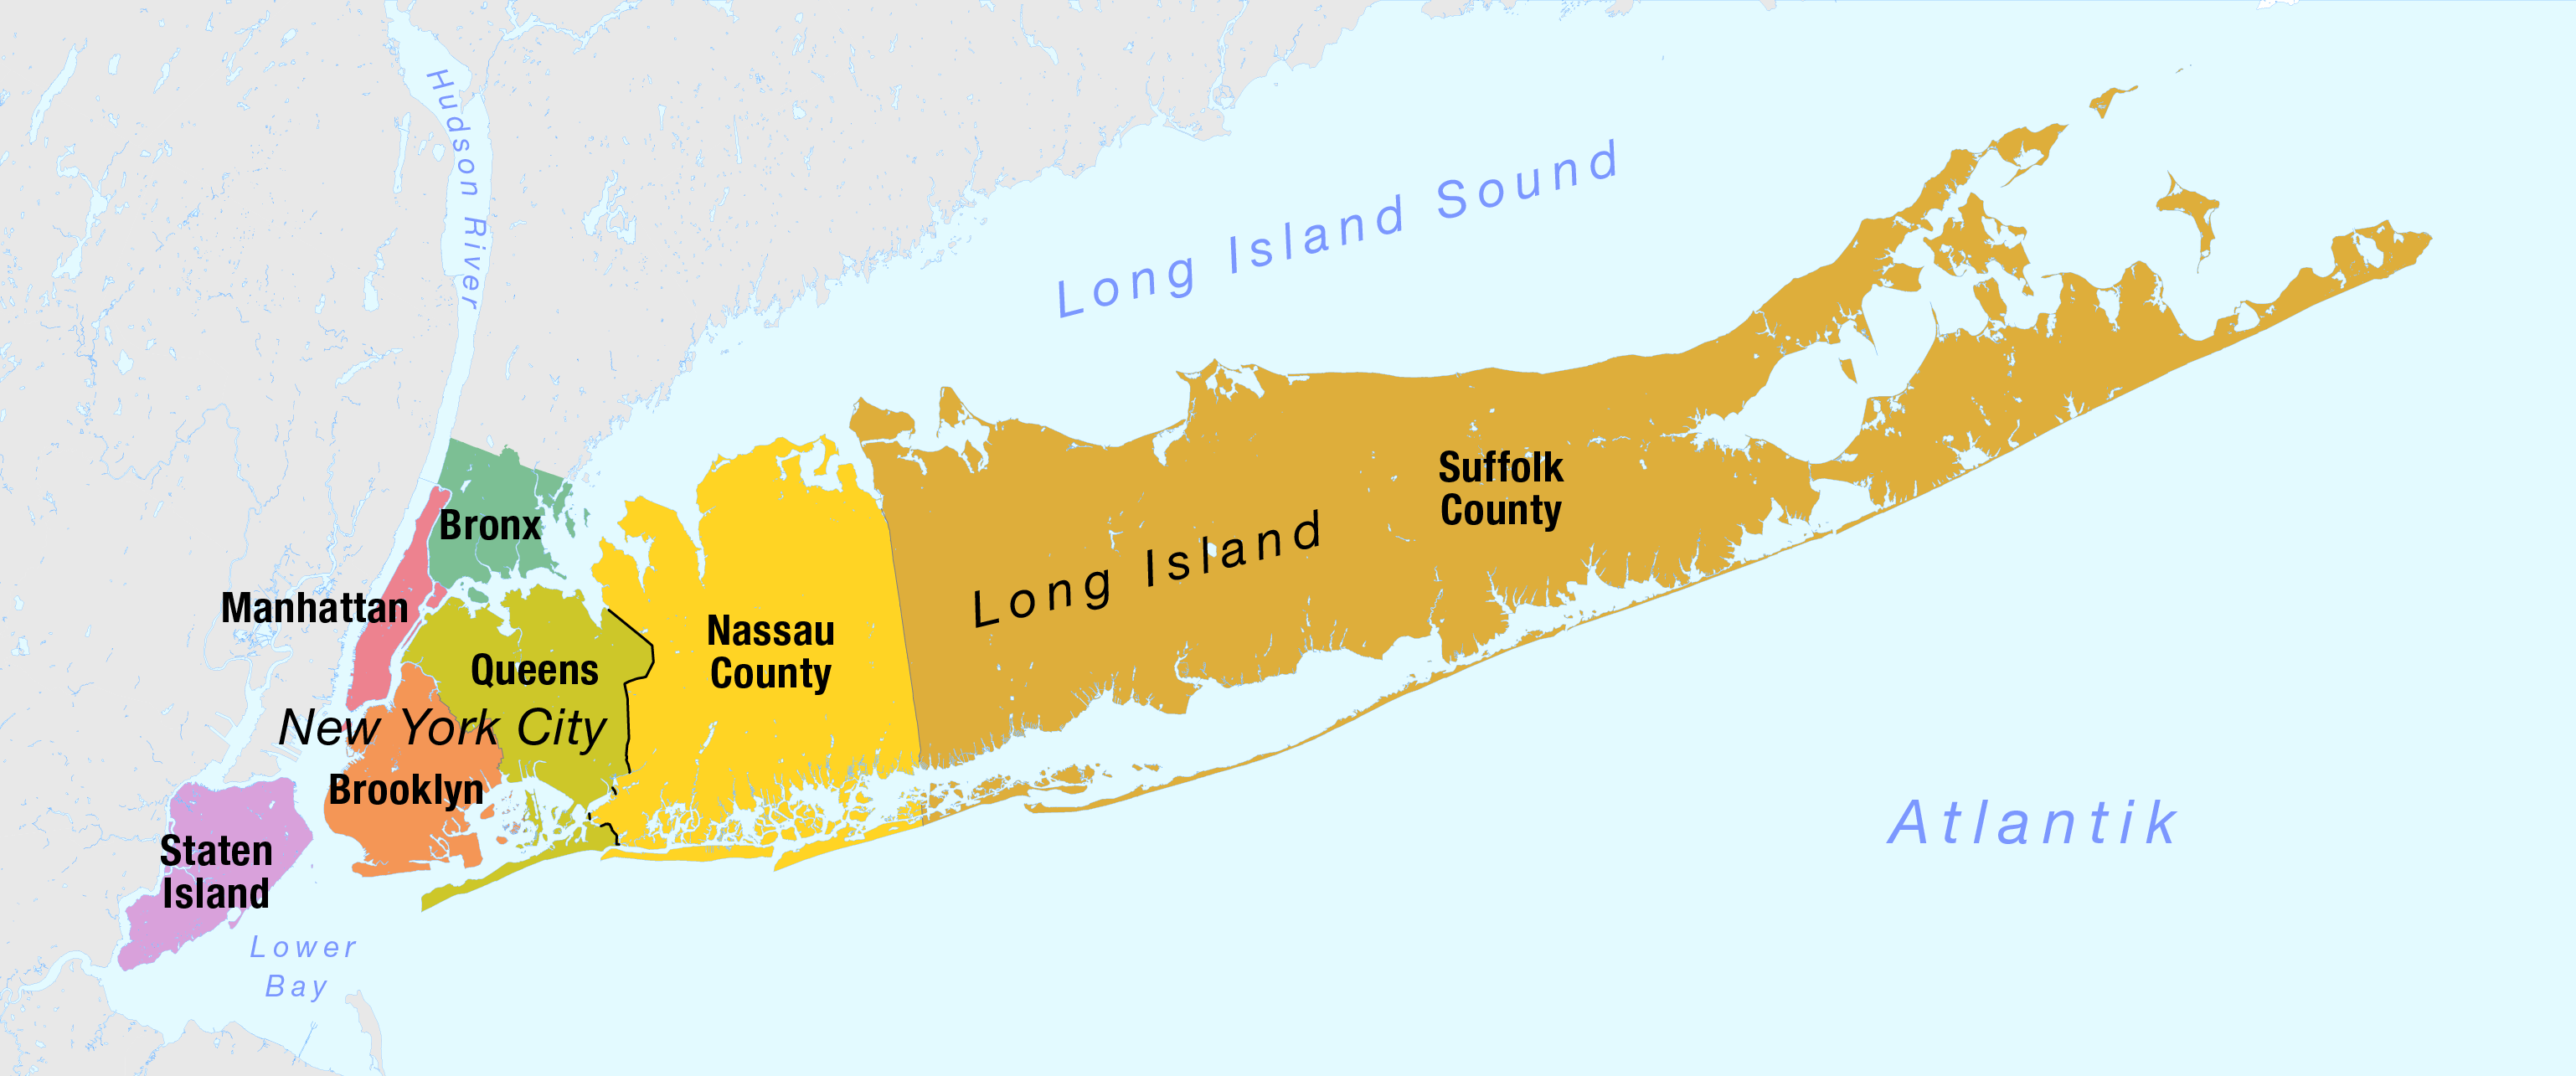 Hudson River
Long Island Sound
Bronx
Manhattan
Suffolk
County
Long Island
Nassau
County
Queens
New York City
Brooklyn
Staten
Island
Atlantik
Lower
Bay